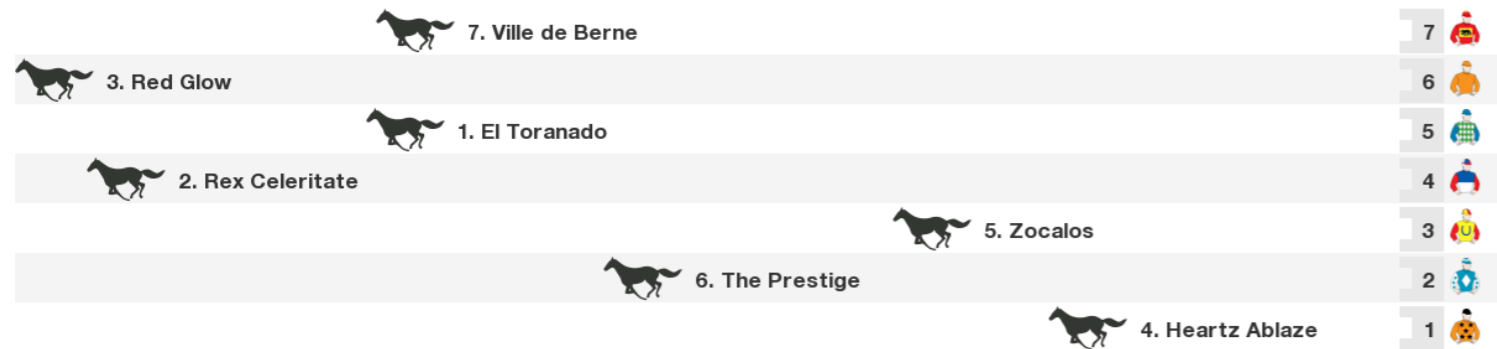 7. Ville de Berne 7
3. Red Glow 6
1. El Toranado 5
2. Rex Celeritate 4
5. Zocalos 3
6. The Prestige 2
4. Heartz Ablaze 1